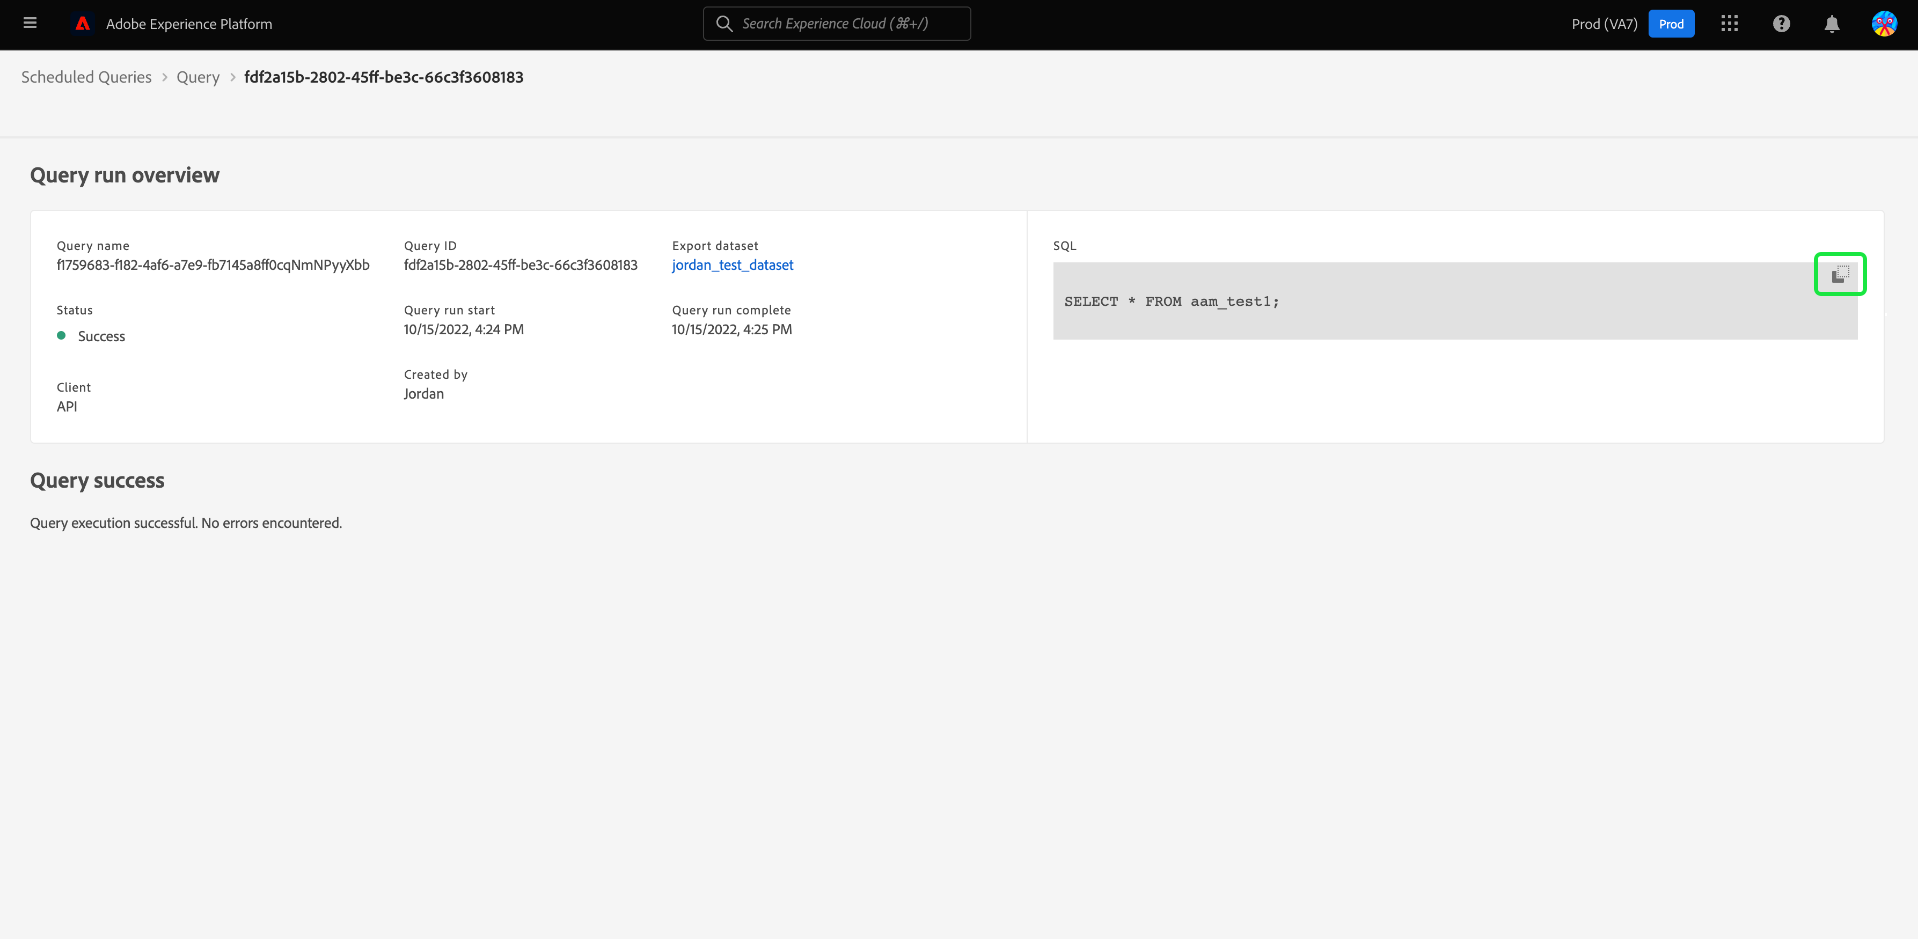 Adobe Experience Platform
Search Experience Cloud (⌘+/)
Prod (VA7)
Prod
Scheduled Queries > Query > fdf2a15b-2802-45ff-be3c-66c3f3608183
Query run overview
Query name
f1759683-f182-4af6-a7e9-fb7145a8ff0cqNmNPyyXbb
Query ID
fdf2a15b-2802-45ff-be3c-66c3f3608183
Export dataset
jordan_test_dataset
Status
Success
Query run start
10/15/2022, 4:24 PM
Query run complete
10/15/2022, 4:25 PM
Client
API
Created by
Jordan
SQL
SELECT * FROM aam_test1;
Query success
Query execution successful. No errors encountered.